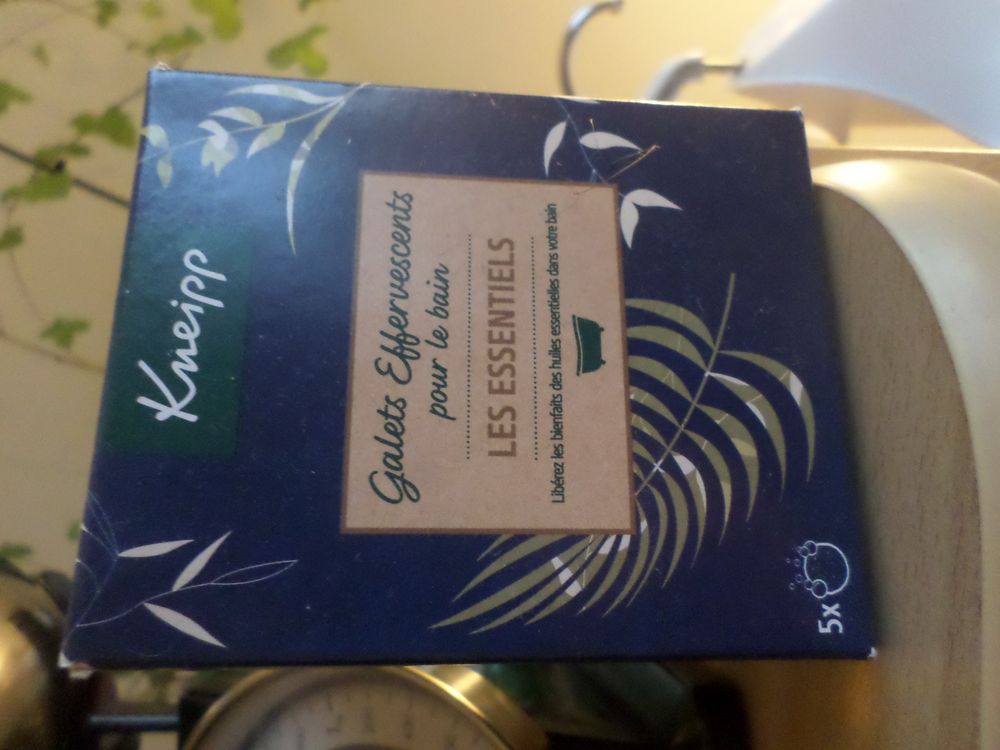 Kneipp
Galets Effervescents
pour le bain
LES ESSENTIELS
Libérez les bienfaits des huiles essentielles dans votre bain
5x